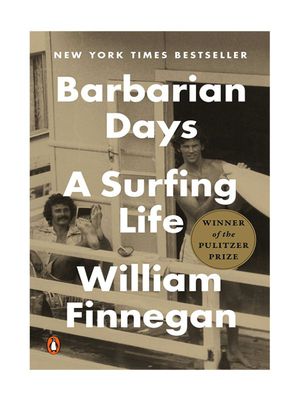 NEW YORK TIMES BESTSELLER
Barbarian
Days
A Surfing
Life
WINNER
of the
PULITZER
PRIZE
William
Finnegan